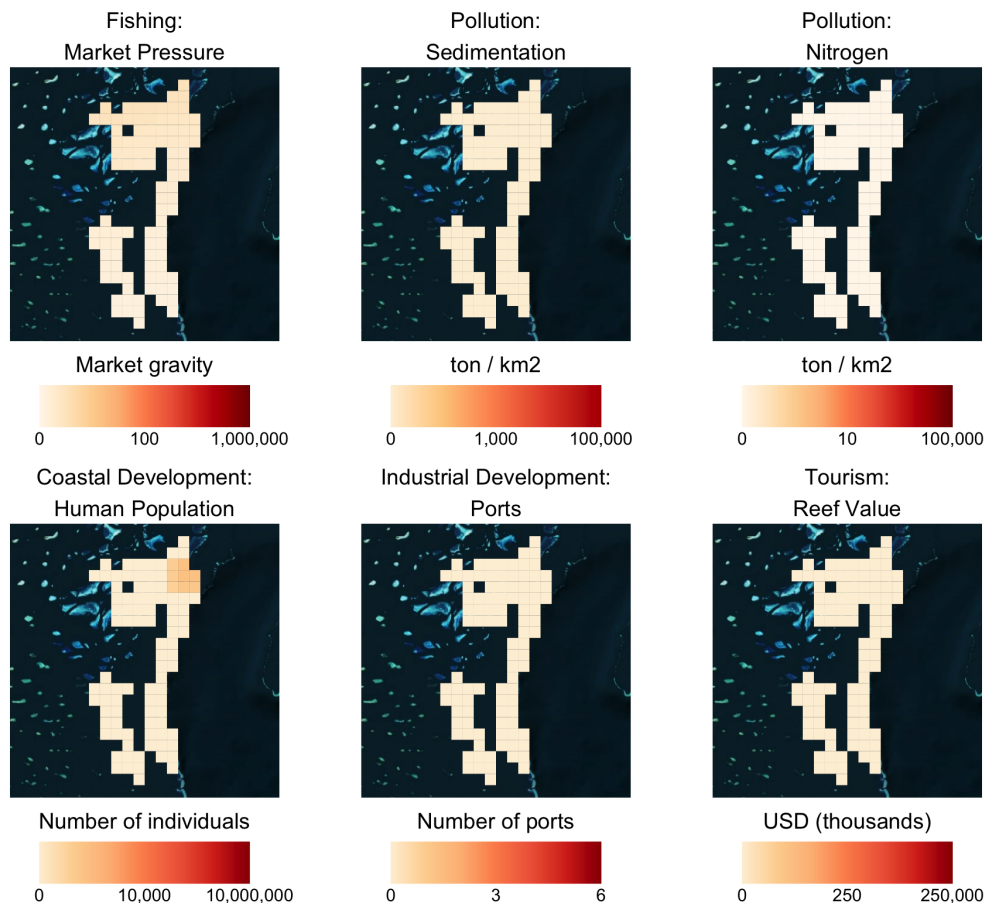 Fishing:
Market Pressure
Pollution:
Sedimentation
Pollution:
Nitrogen
Market gravity
0 100 1,000,000
ton / km2
0 1,000 100,000
ton / km2
0 10 100,000
Coastal Development:
Human Population
Industrial Development:
Ports
Tourism:
Reef Value
Number of individuals
0 10,000 10,000,000
Number of ports
0 3 6
USD (thousands)
0 250 250,000